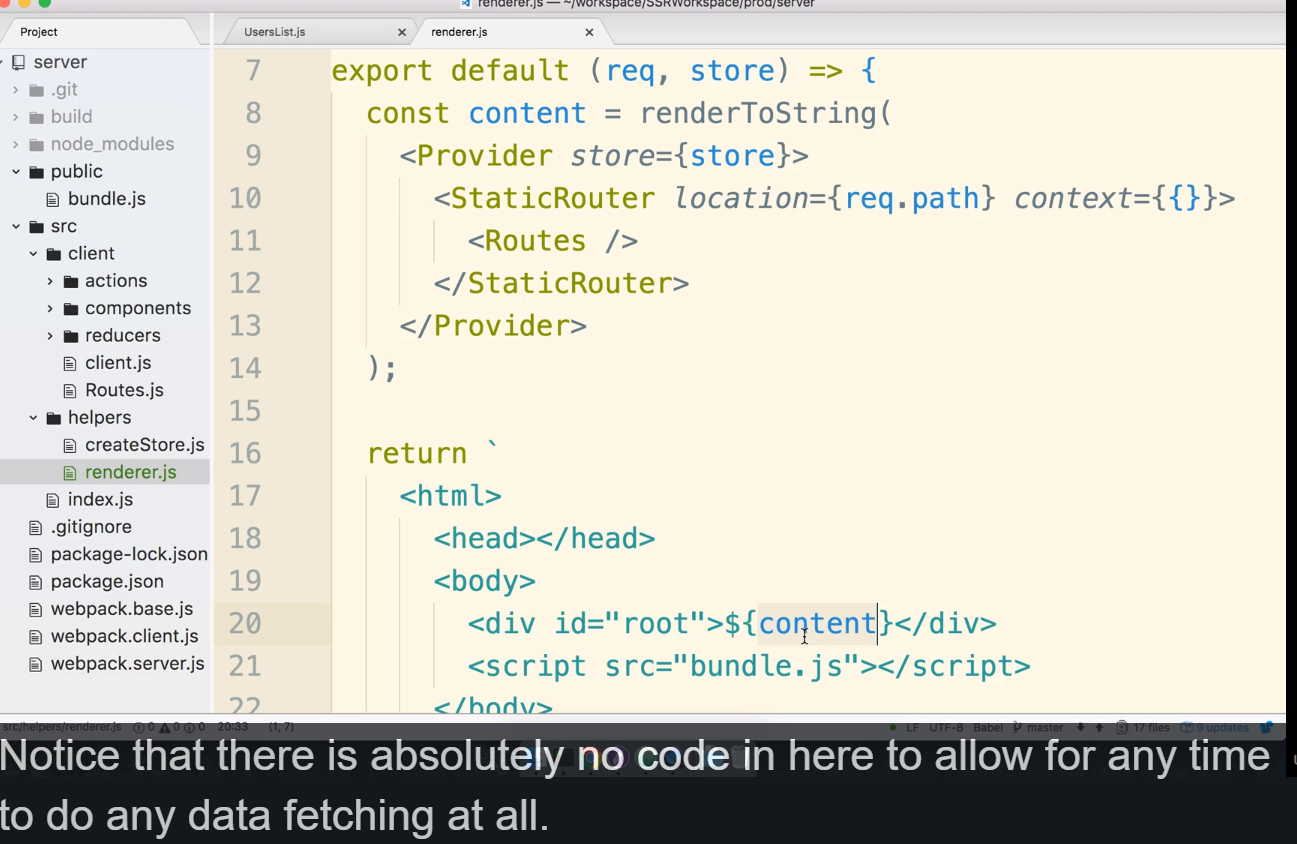 renderer.js — ~/workspace/SSRWorkspace/prod/server
Project
UsersList.js
renderer.js
server
.git
build
node_modules
public
bundle.js
src
client
actions
components
reducers
client.js
Routes.js
helpers
createStore.js
renderer.js
index.js
.gitignore
package-lock.json
package.json
webpack.base.js
webpack.client.js
webpack.server.js
7 export default (req, store) => {
8 const content = renderToString(
9 <Provider store={store}>
10 <StaticRouter location={req.path} context={{}}>
11 <Routes />
12 </StaticRouter>
13 </Provider>
14 );
15
16 return `
17 <html>
18 <head></head>
19 <body>
20 <div id="root">${content}</div>
21 <script src="bundle.js"></script>
22 </body>
src/helpers/renderer.js 0 0 0 20:33 (1, 7) LF UTF-8 Babel master 17 files 9 updates
Notice that there is absolutely no code in here to allow for any time
to do any data fetching at all.